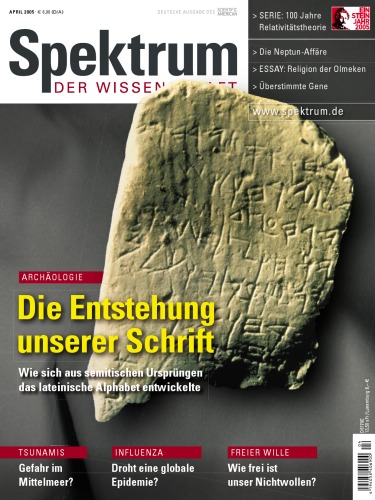 APRIL 2005 · € 6,90 (D/A)
DEUTSCHE AUSGABE DES SCIENTIFIC AMERICAN
Spektrum
DER WISSENSCHAFT
> SERIE: 100 Jahre
Relativitätstheorie
EIN
STEIN
JAHR
2005
> Die Neptun-Affäre
> ESSAY: Religion der Olmeken
> Überstimmte Gene
www.spektrum.de
ARCHÄOLOGIE
Die Entstehung
unserer Schrift
Wie sich aus semitischen Ursprüngen
das lateinische Alphabet entwickelte
TSUNAMIS
Gefahr im
Mittelmeer?
INFLUENZA
Droht eine globale
Epidemie?
FREIER WILLE
Wie frei ist
unser Nichtwollen?